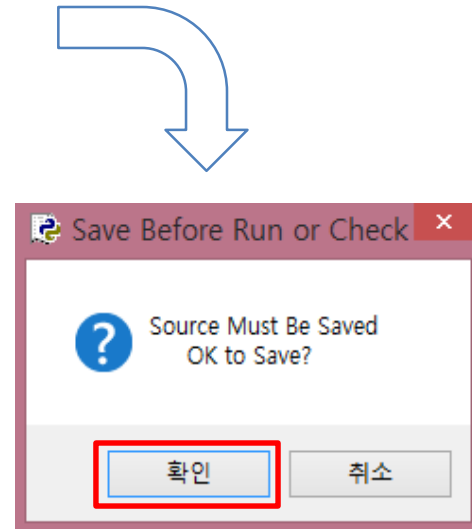 Save Before Run or Check
Source Must Be Saved
OK to Save?
확인
취소